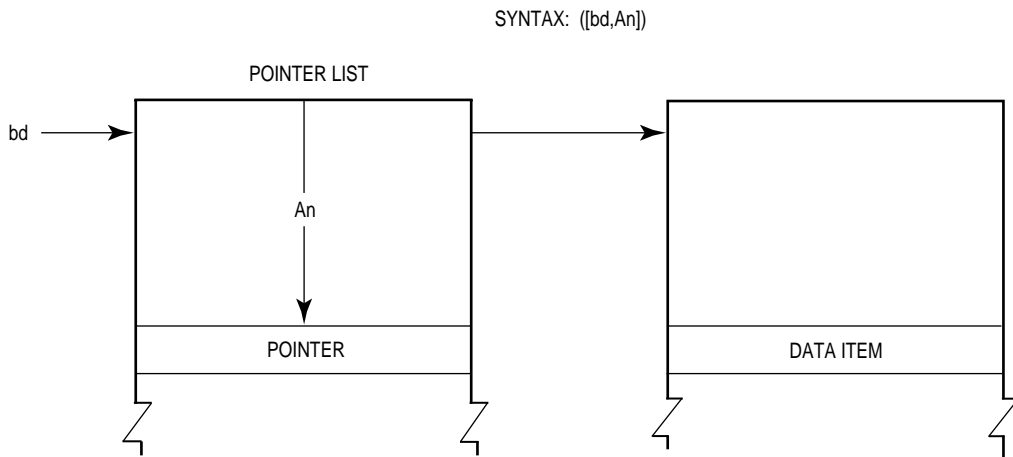 SYNTAX: ([bd,An])
POINTER LIST
bd
An
POINTER
DATA ITEM